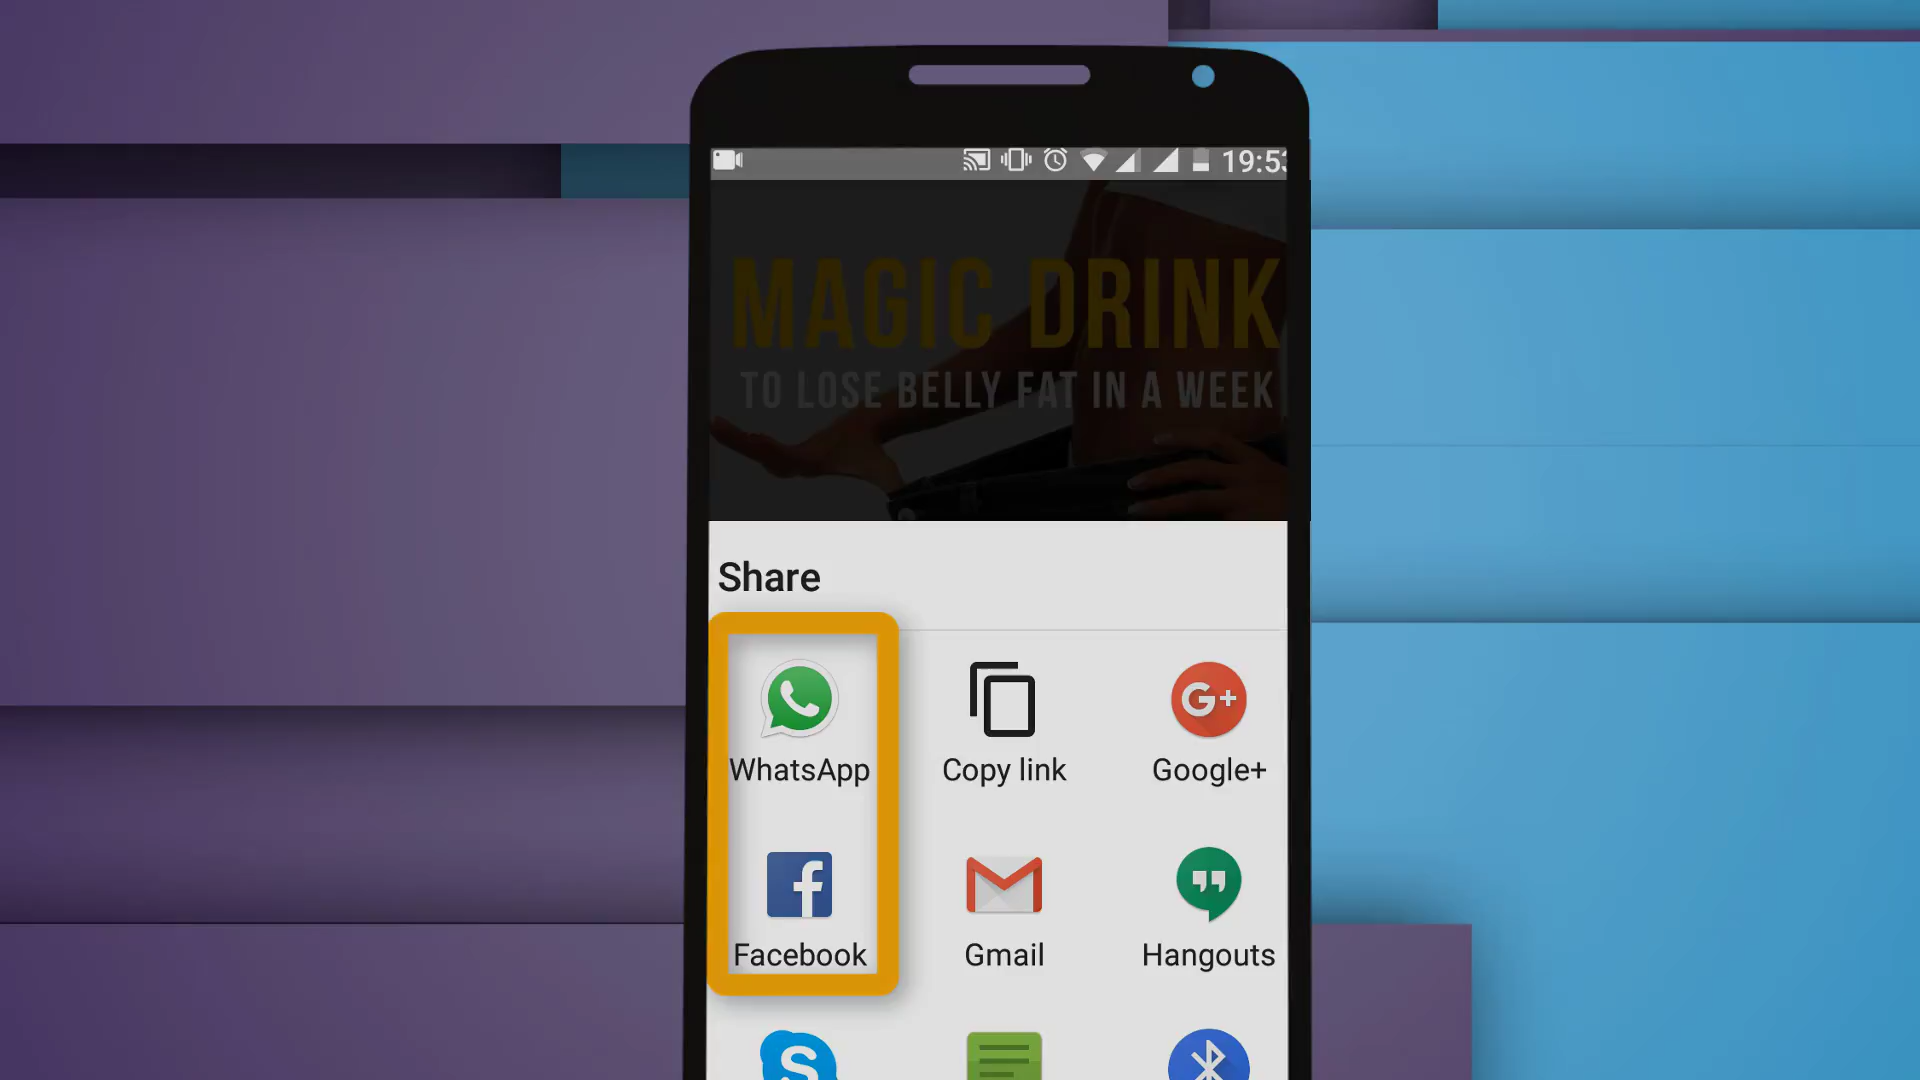 19:53
MAGIC DRINK
TO LOSE BELLY FAT IN A WEEK
Share
WhatsApp
Copy link
Google+
Facebook
Gmail
Hangouts